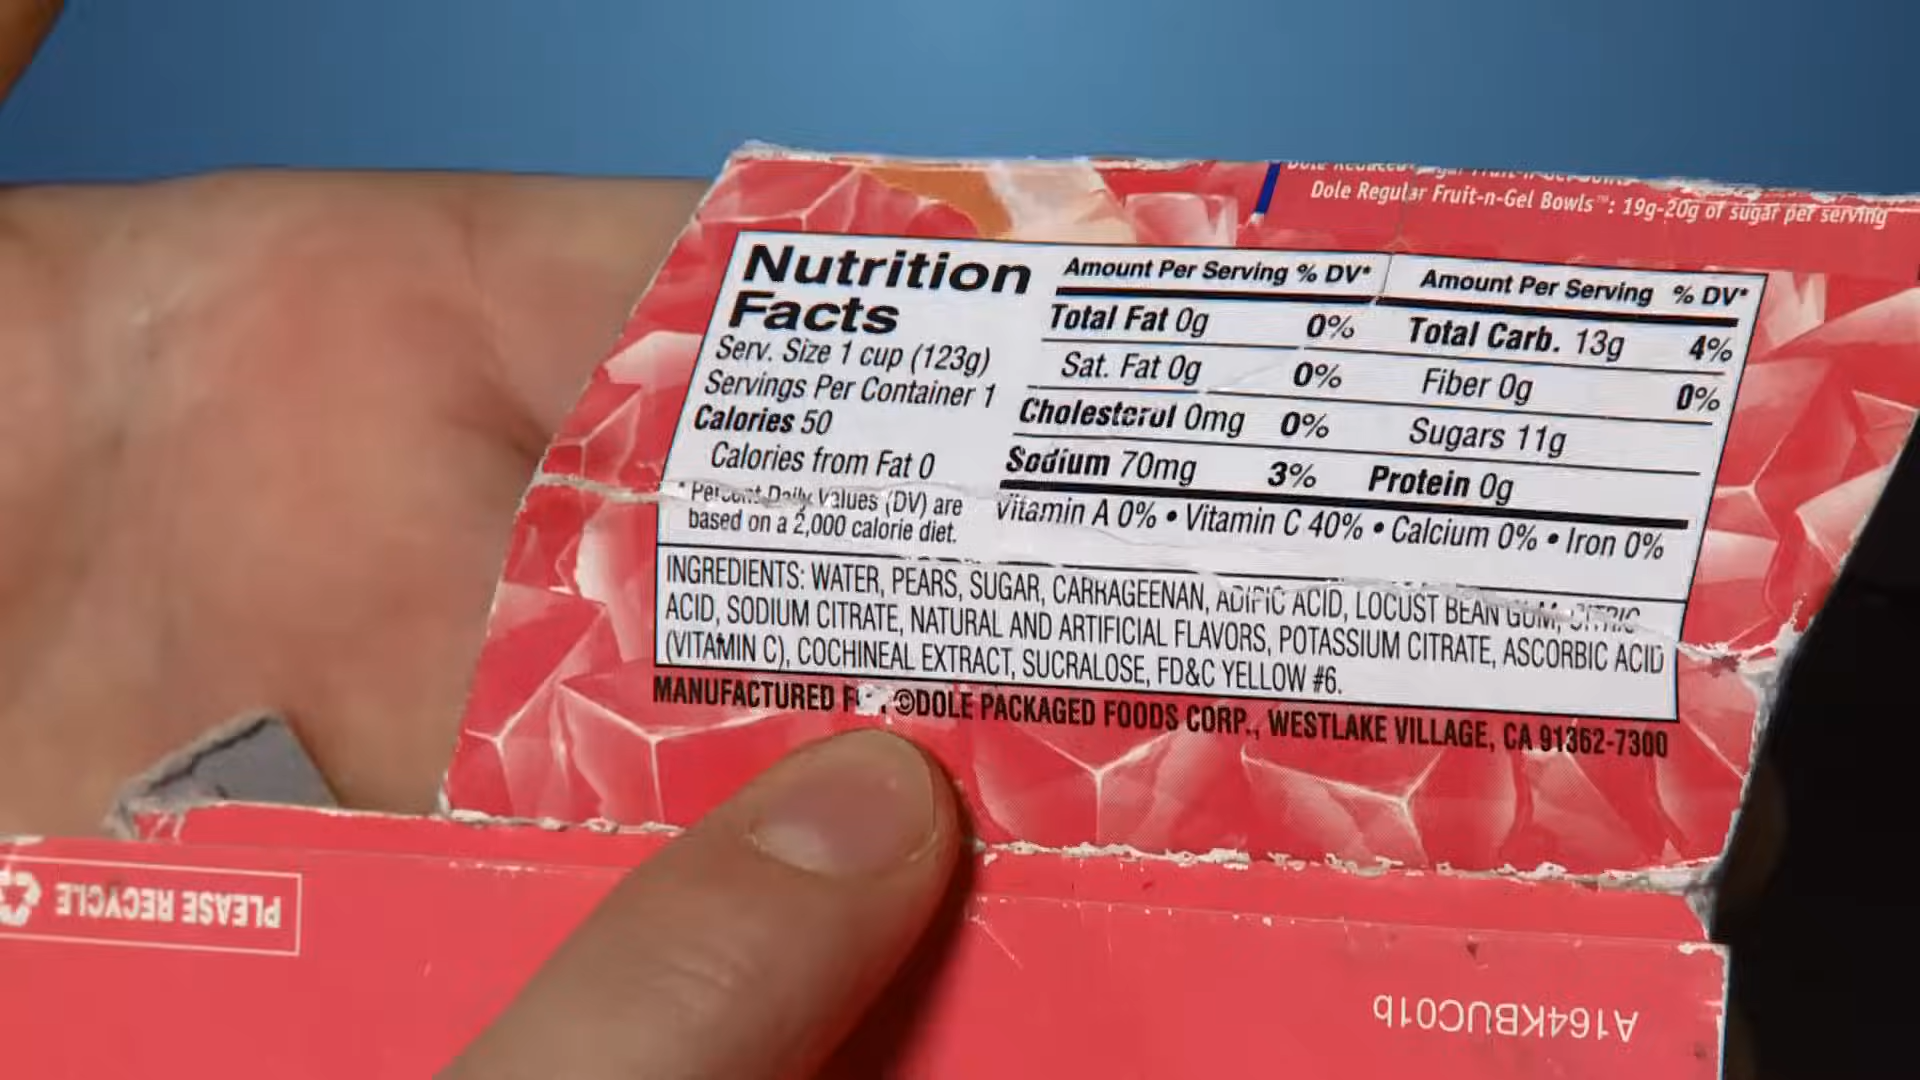 Dole Regular Fruit-n-Gel Bowls™: 19g-20g of sugar per serving
Nutrition
Facts
Serv. Size 1 cup (123g)
Servings Per Container 1
Calories 50
Calories from Fat 0
* Percent Daily Values (DV) are
based on a 2,000 calorie diet.
Amount Per Serving % DV*
Total Fat 0g 0%
Sat. Fat 0g 0%
Cholesterol 0mg 0%
Sodium 70mg 3%
Amount Per Serving % DV*
Total Carb. 13g 4%
Fiber 0g 0%
Sugars 11g
Protein 0g
Vitamin A 0% • Vitamin C 40% • Calcium 0% • Iron 0%
INGREDIENTS: WATER, PEARS, SUGAR, CARRAGEENAN, ADIPIC ACID, LOCUST BEAN GUM, CITRIC
ACID, SODIUM CITRATE, NATURAL AND ARTIFICIAL FLAVORS, POTASSIUM CITRATE, ASCORBIC ACID
(VITAMIN C), COCHINEAL EXTRACT, SUCRALOSE, FD&C YELLOW #6.
MANUFACTURED ©DOLE PACKAGED FOODS CORP., WESTLAKE VILLAGE, CA 91362-7300
PLEASE RECYCLE
A164KBUC01b